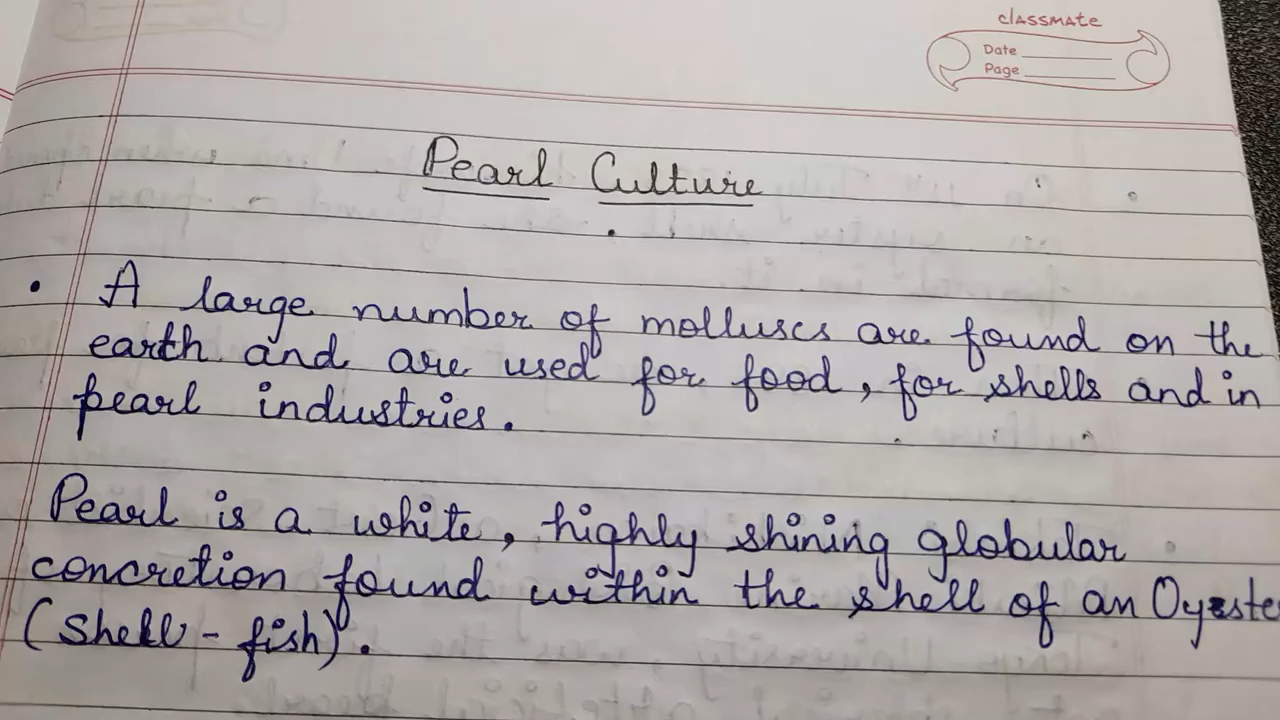 classmate
Date
Page
Pearl Culture
• A large number of molluscs are found on the
earth and are used for food, for shells and in
pearl industries.
Pearl is a white, highly shining globular
concretion found within the shell of an Oyste
(Shell-fish).